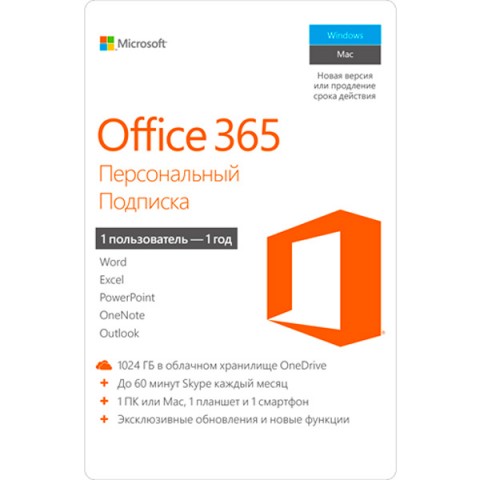 Microsoft
Windows
Mac
Новая версия
или продление
срока действия
Office 365
Персональный
Подписка
1 пользователь — 1 год
Word
Excel
PowerPoint
OneNote
Outlook
1024 ГБ в облачном хранилище OneDrive
+ До 60 минут Skype каждый месяц
+ 1 ПК или Mac, 1 планшет и 1 смартфон
+ Эксклюзивные обновления и новые функции